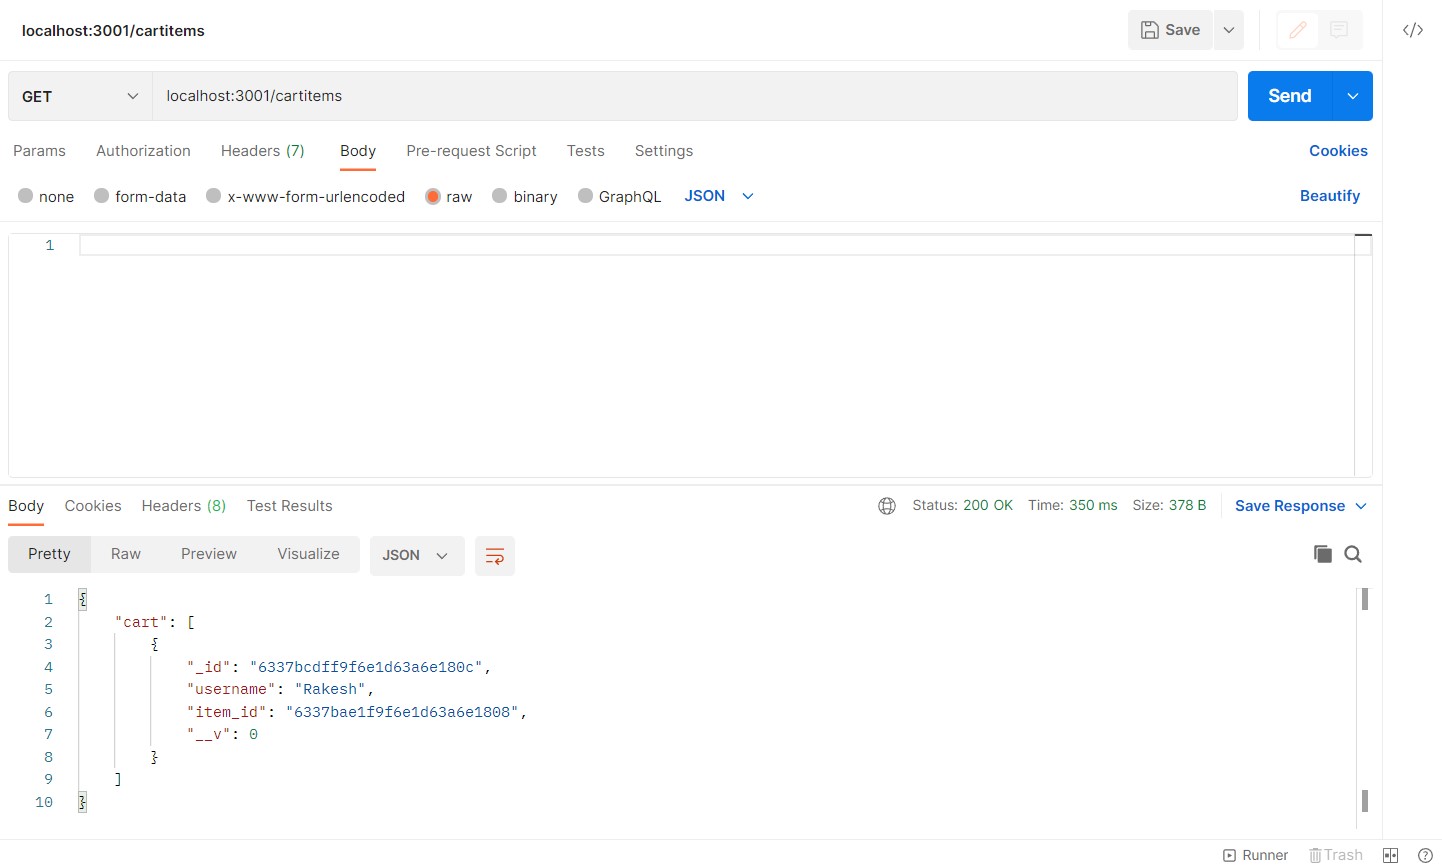 localhost:3001/cartitems
Save
GET localhost:3001/cartitems Send
Params Authorization Headers (7) Body Pre-request Script Tests Settings Cookies
none form-data x-www-form-urlencoded raw binary GraphQL JSON Beautify
1
Body Cookies Headers (8) Test Results Status: 200 OK Time: 350 ms Size: 378 B Save Response
Pretty Raw Preview Visualize JSON
1 {
2 "cart": [
3 {
4 "_id": "6337bcdff9f6e1d63a6e180c",
5 "username": "Rakesh",
6 "item_id": "6337bae1f9f6e1d63a6e1808",
7 "__v": 0
8 }
9 ]
10 }
Runner Trash